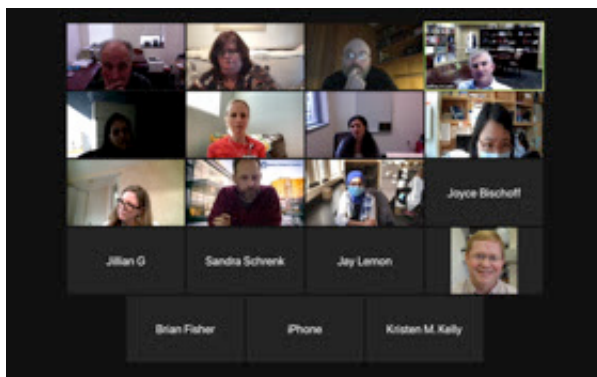 Joyce Bischoff
Jillian G
Sandra Schrenk
Jay Lemon
Brian Fisher
iPhone
Kristen M. Kelly